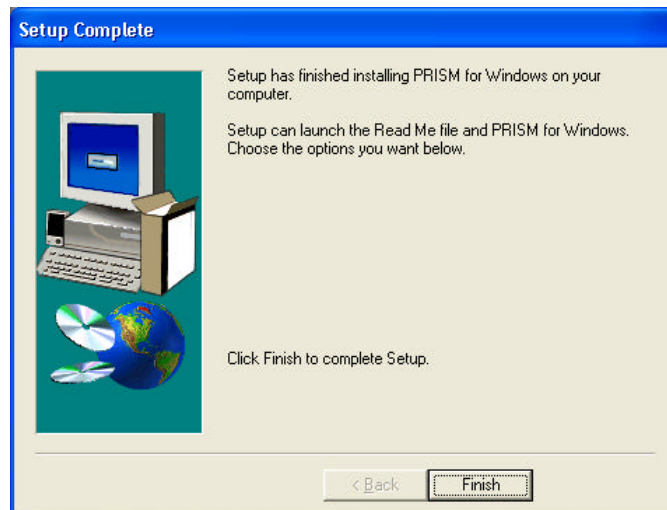 Setup Complete
Setup has finished installing PRISM for Windows on your
computer.
Setup can launch the Read Me file and PRISM for Windows.
Choose the options you want below.
Click Finish to complete Setup.
< Back
Finish